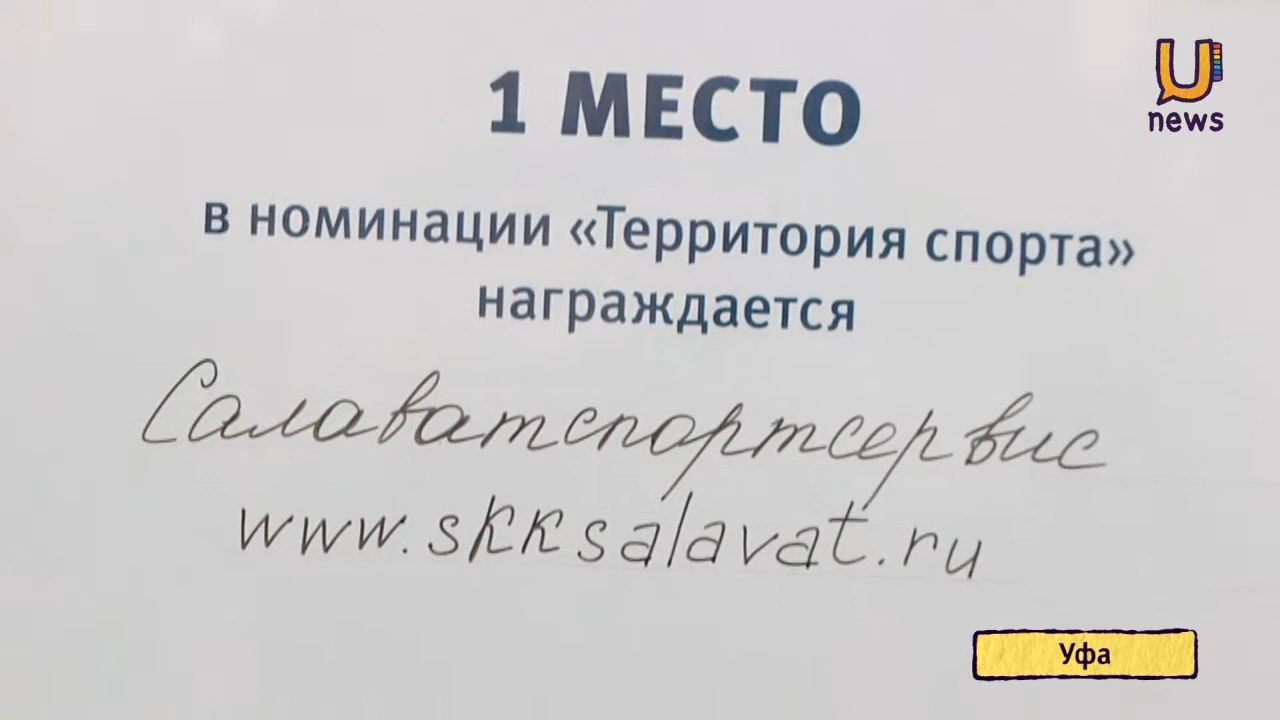 U
news
1 МЕСТО
в номинации «Территория спорта»
награждается
Салаватспортсервис
www.skksalavat.ru
Уфа